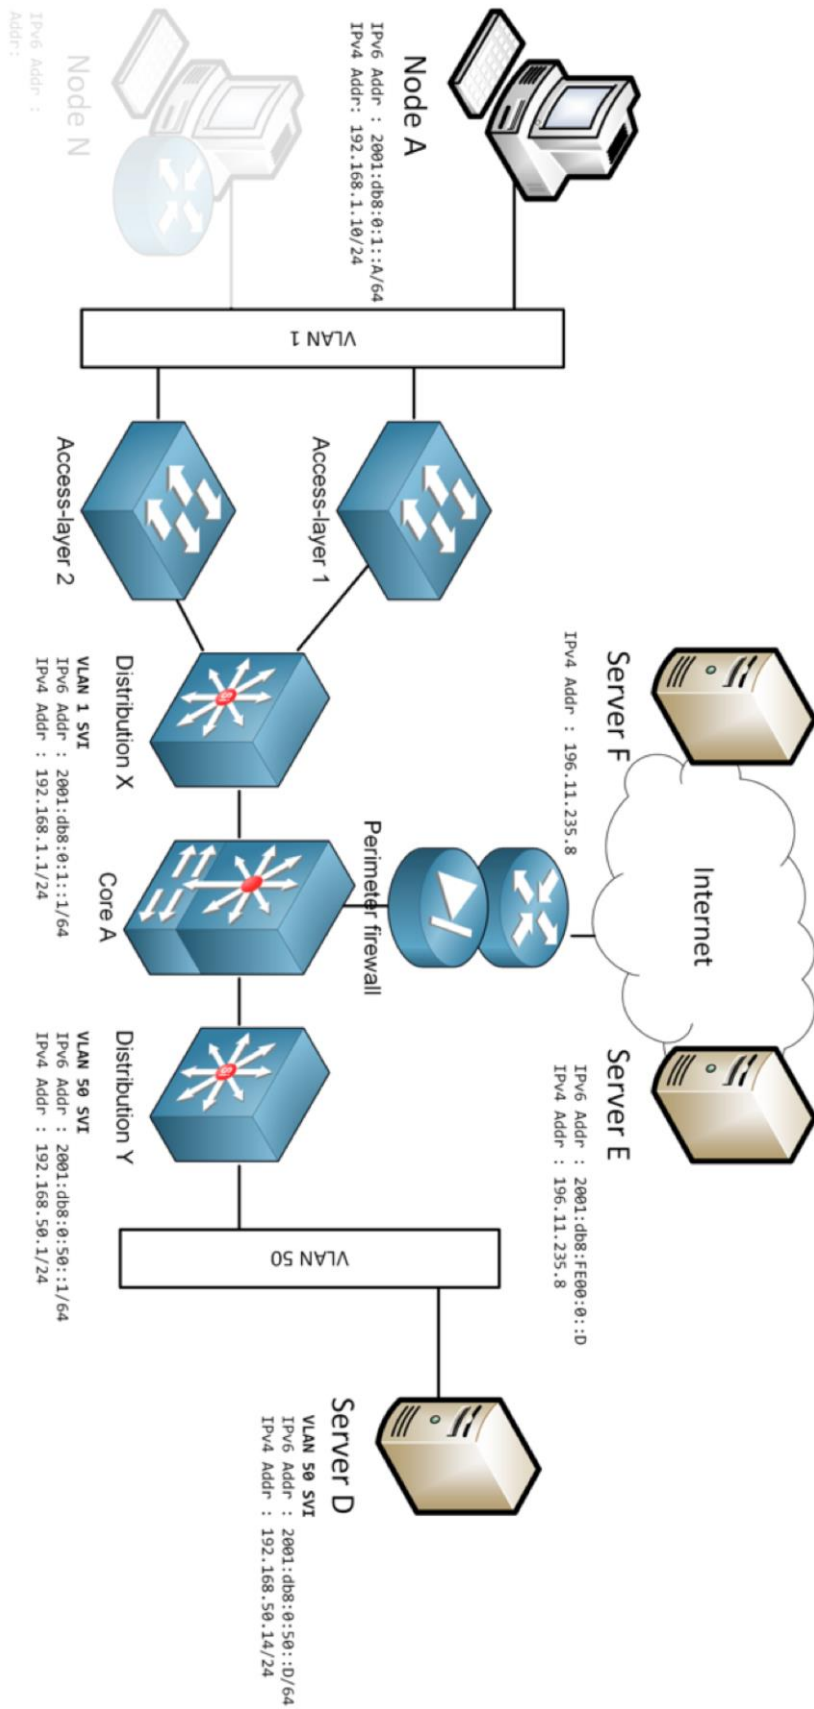 Server F
IPv4 Addr : 196.11.235.8
Internet
Server E
IPv6 Addr : 2001:db8:FE00:0::D
IPv4 Addr : 196.11.235.8
Node A
IPv6 Addr : 2001:db8:0:1::A/64
IPv4 Addr: 192.168.1.10/24
Node N
IPv6 Addr :
Addr:
VLAN 1
Access-layer 1
Access-layer 2
Distribution X
VLAN 1 SVI
IPv6 Addr : 2001:db8:0:1::1/64
IPv4 Addr : 192.168.1.1/24
Perimeter firewall
Core A
Distribution Y
VLAN 50 SVI
IPv6 Addr : 2001:db8:0:50::1/64
IPv4 Addr : 192.168.50.1/24
VLAN 50
Server D
VLAN 50 SVI
IPv6 Addr : 2001:db8:0:50::D/64
IPv4 Addr : 192.168.50.14/24